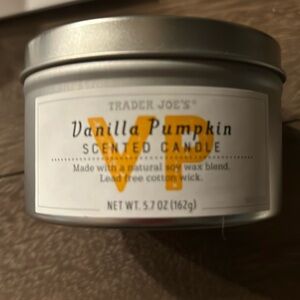 TRADER JOE'S®
Vanilla Pumpkin
SCENTED CANDLE
VP
Made with a natural soy wax blend.
Lead free cotton wick.
NET WT. 5.7 OZ (162g)